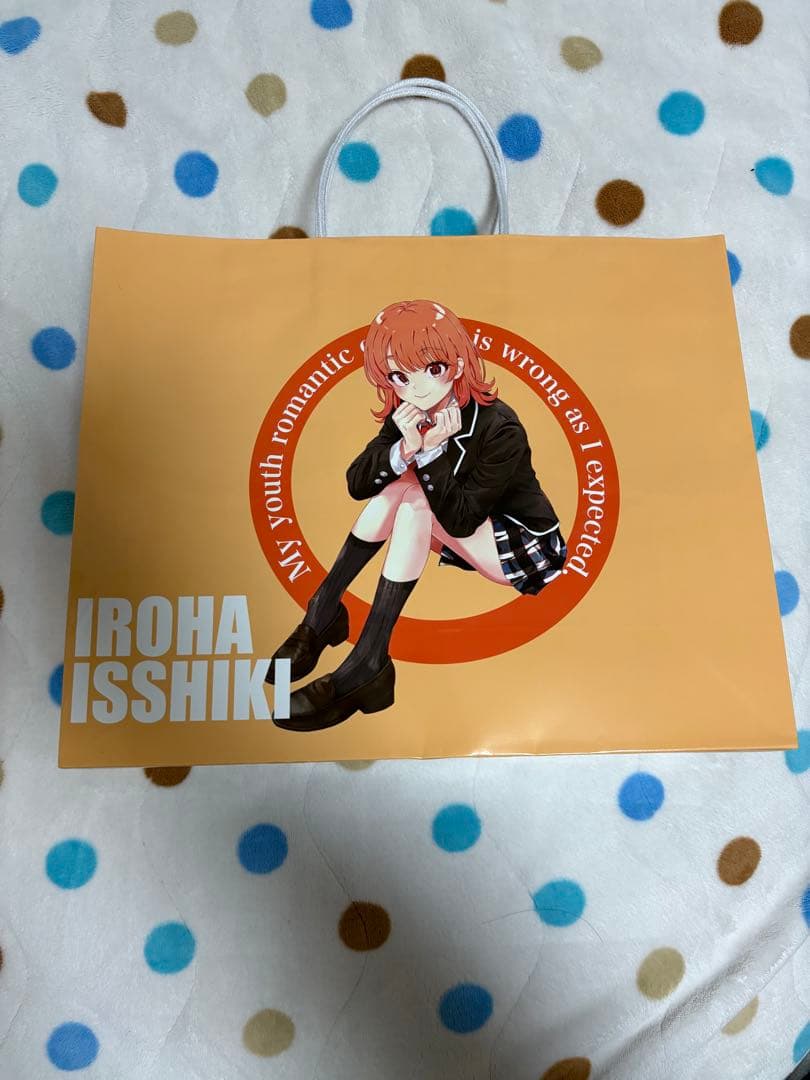 My youth romantic is wrong as I expected.
IROHA
ISSHIKI